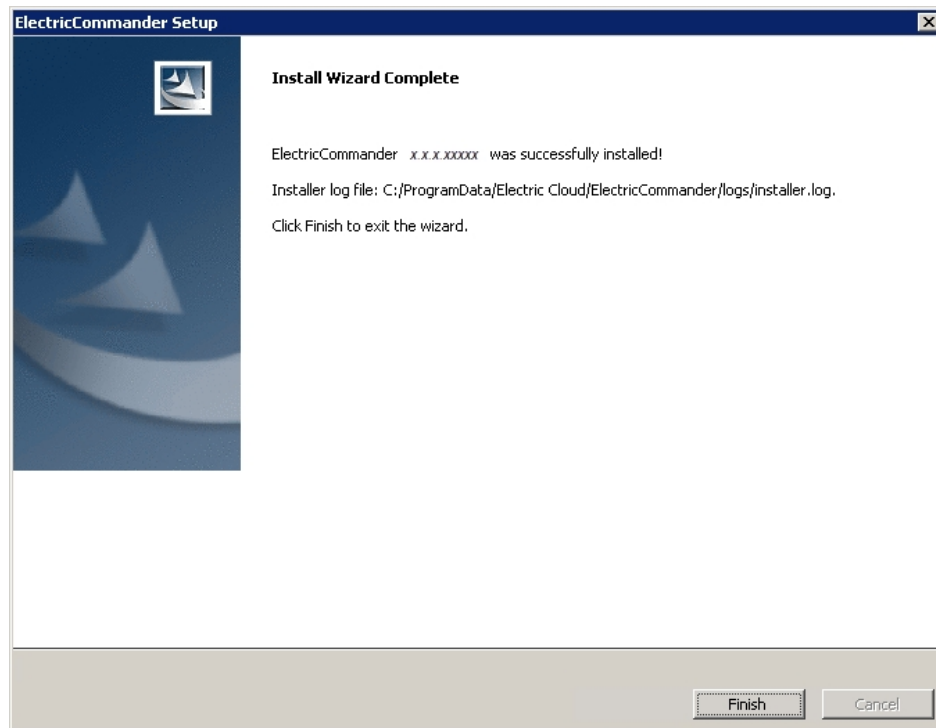 ElectricCommander Setup
Install Wizard Complete
ElectricCommander x.x.x.xxxxx was successfully installed!
Installer log file: C:/ProgramData/Electric Cloud/ElectricCommander/logs/installer.log.
Click Finish to exit the wizard.
Finish Cancel